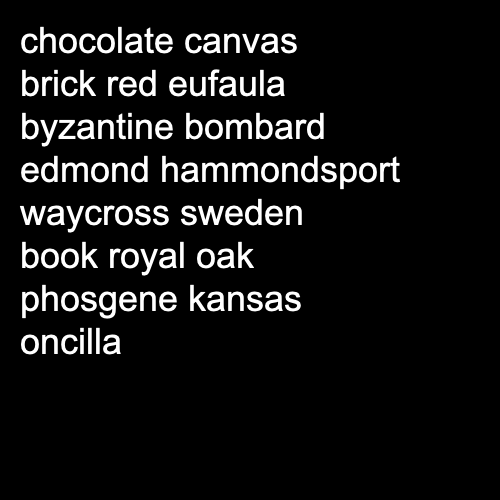 chocolate canvas
brick red eufaula
byzantine bombard
edmond hammondsport
waycross sweden
book royal oak
phosgene kansas
oncilla